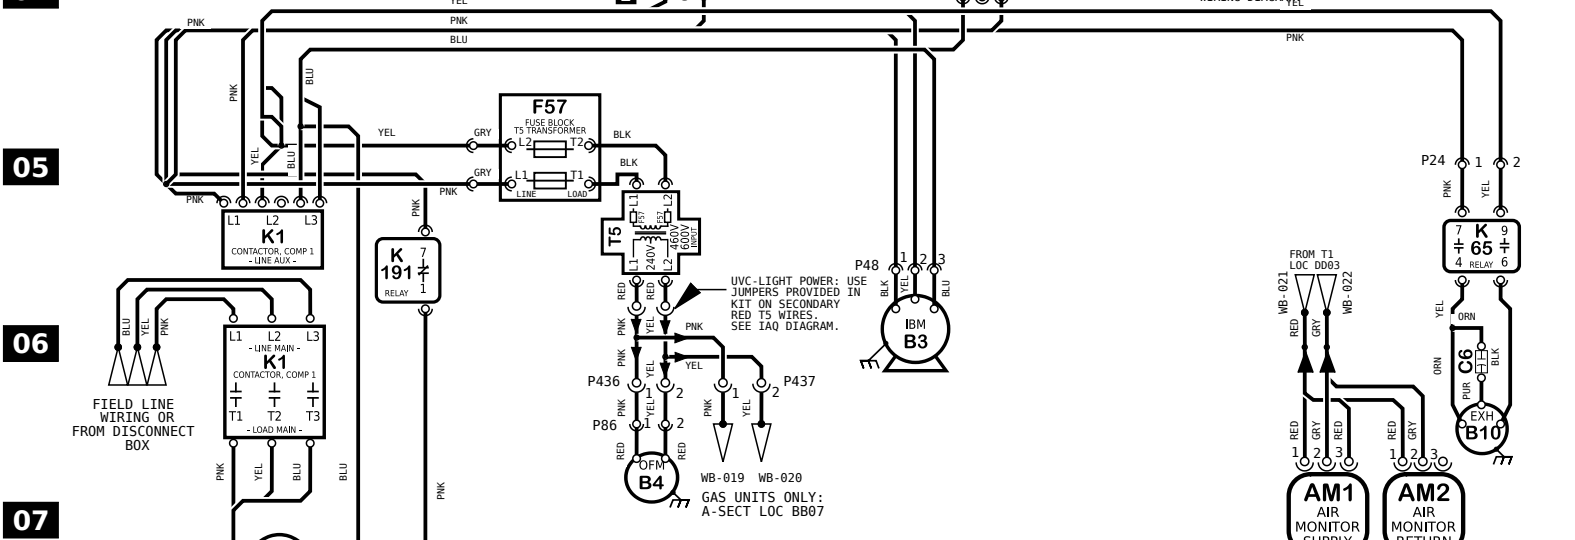 YEL
PNK
BLU
PNK
YEL
PNK
PNK
BLU
YEL
BLU
YEL
GRY
GRY
PNK
PNK
F57
FUSE BLOCK
T5 TRANSFORMER
L2 T2
L1 T1
LINE LOAD
BLK
BLK
05
L1 L2 L3
K1
CONTACTOR, COMP 1
- LINE AUX -
PNK
K
191
7
1
RELAY
T5
L1
L2
F57
F57
460V
600V
INPUT
240V
L1
L2
RED
RED
UVC-LIGHT POWER: USE
JUMPERS PROVIDED IN
KIT ON SECONDARY
RED T5 WIRES.
SEE IAQ DIAGRAM.
PNK
YEL
PNK
YEL
PNK
YEL
P436
1 2
1 2
P437
PNK
YEL
PNK
YEL
P86
1 2
RED
RED
OFM
B4
WB-019 WB-020
GAS UNITS ONLY:
A-SECT LOC BB07
P48
1 2 3
BLK
YEL
BLU
IBM
B3
P24
1 2
PNK
YEL
7 K 9
65
4 RELAY 6
FROM T1
LOC DD03
WB-021
WB-022
RED
GRY
YEL
ORN
ORN
C6
BLK
PUR
EXH
B10
RED
GRY
RED
RED
GRY
1 2 3
1 2 3
AM1
AIR
MONITOR
SUPPLY
AM2
AIR
MONITOR
RETURN
06
BLU
YEL
PNK
FIELD LINE
WIRING OR
FROM DISCONNECT
BOX
L1 L2 L3
- LINE MAIN -
K1
CONTACTOR, COMP 1
T1 T2 T3
- LOAD MAIN -
PNK
YEL
BLU
BLU
PNK
07